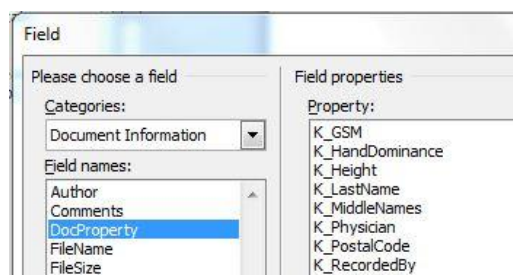 Field
Please choose a field
Categories:
Document Information
Field names:
Author
Comments
DocProperty
FileName
FileSize
Field properties
Property:
K_GSM
K_HandDominance
K_Height
K_LastName
K_MiddleNames
K_Physician
K_PostalCode
K_RecordedBy